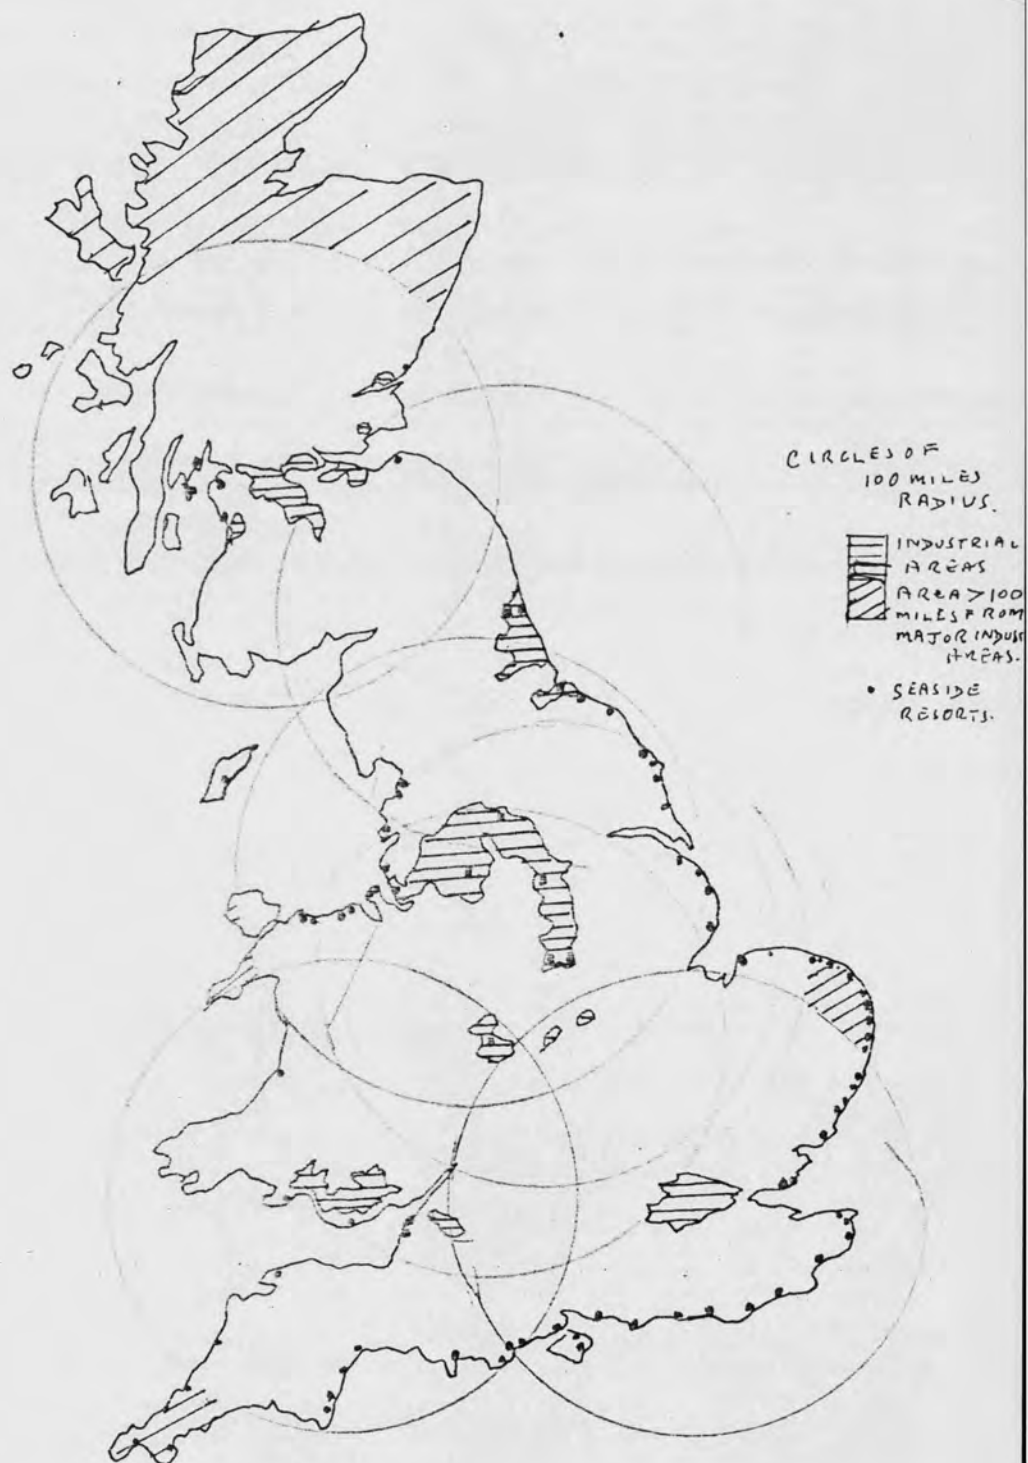 CIRCLES OF
100 MILES
RADIUS.
INDUSTRIAL
AREAS
AREA > 100
MILES FROM
MAJOR INDUST
AREAS.
• SEASIDE
RESORTS.